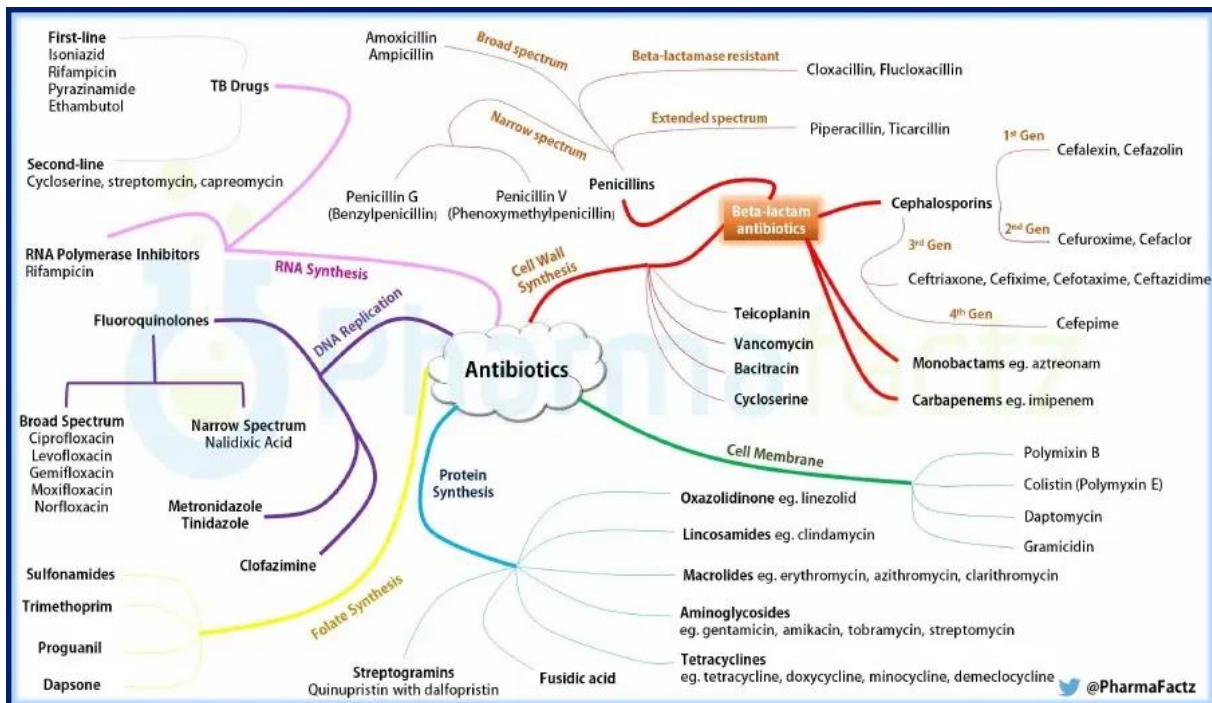 First-line
Isoniazid
Rifampicin
Pyrazinamide
Ethambutol
TB Drugs
Second-line
Cycloserine, streptomycin, capreomycin
RNA Polymerase Inhibitors
Rifampicin
RNA Synthesis
Amoxicillin
Ampicillin
Broad spectrum
Beta-lactamase resistant
Cloxacillin, Flucloxacillin
Narrow spectrum
Extended spectrum
Piperacillin, Ticarcillin
Penicillin G
(Benzylpenicillin)
Penicillin V
(Phenoxymethylpenicillin)
Penicillins
Beta-lactam
antibiotics
Cell Wall
Synthesis
1st Gen
Cefalexin, Cefazolin
Cephalosporins
2nd Gen
Cefuroxime, Cefaclor
3rd Gen
Ceftriaxone, Cefixime, Cefotaxime, Ceftazidime
4th Gen
Cefepime
Monobactams eg. aztreonam
Carbapenems eg. imipenem
Teicoplanin
Vancomycin
Bacitracin
Cycloserine
Antibiotics
PharmaFactz
DNA Replication
Fluoroquinolones
Broad Spectrum
Ciprofloxacin
Levofloxacin
Gemifloxacin
Moxifloxacin
Norfloxacin
Narrow Spectrum
Nalidixic Acid
Metronidazole
Tinidazole
Clofazimine
Cell Membrane
Polymixin B
Colistin (Polymyxin E)
Daptomycin
Gramicidin
Protein
Synthesis
Oxazolidinone eg. linezolid
Lincosamides eg. clindamycin
Macrolides eg. erythromycin, azithromycin, clarithromycin
Aminoglycosides
eg. gentamicin, amikacin, tobramycin, streptomycin
Tetracyclines
eg. tetracycline, doxycycline, minocycline, demeclocycline
Fusidic acid
Streptogramins
Quinupristin with dalfopristin
Folate Synthesis
Sulfonamides
Trimethoprim
Proguanil
Dapsone
@PharmaFactz